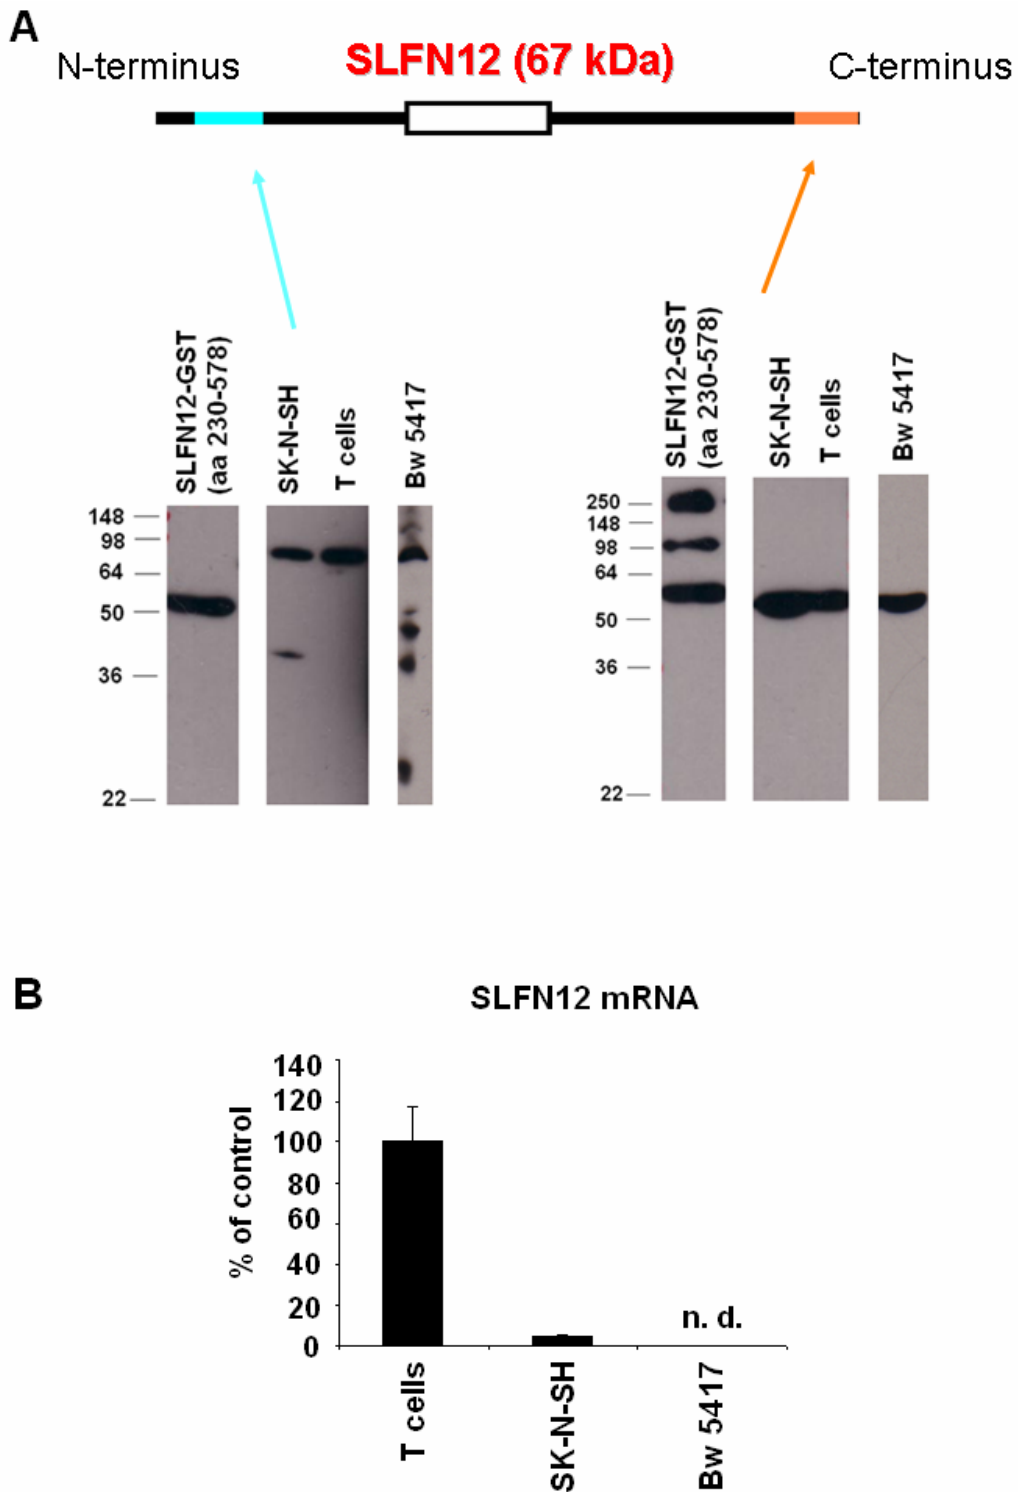 A
N-terminus
SLFN12 (67 kDa)
C-terminus
SLFN12-GST
(aa 230-578)
SK-N-SH
T cells
Bw 5417
148
98
64
50
36
22
SLFN12-GST
(aa 230-578)
SK-N-SH
T cells
Bw 5417
250
148
98
64
50
36
22
B
SLFN12 mRNA
% of control
140
120
100
80
60
40
20
0
n. d.
T cells
SK-N-SH
Bw 5417